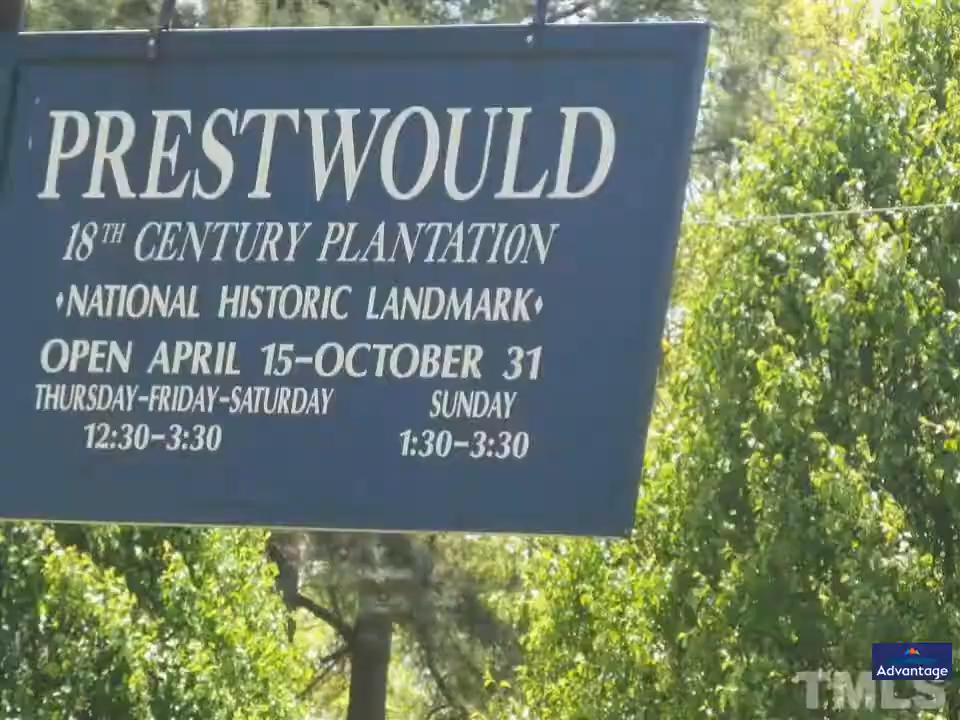 PRESTWOULD
18TH CENTURY PLANTATION
♦NATIONAL HISTORIC LANDMARK♦
OPEN APRIL 15-OCTOBER 31
THURSDAY-FRIDAY-SATURDAY SUNDAY
12:30-3:30 1:30-3:30
Advantage
TMLS